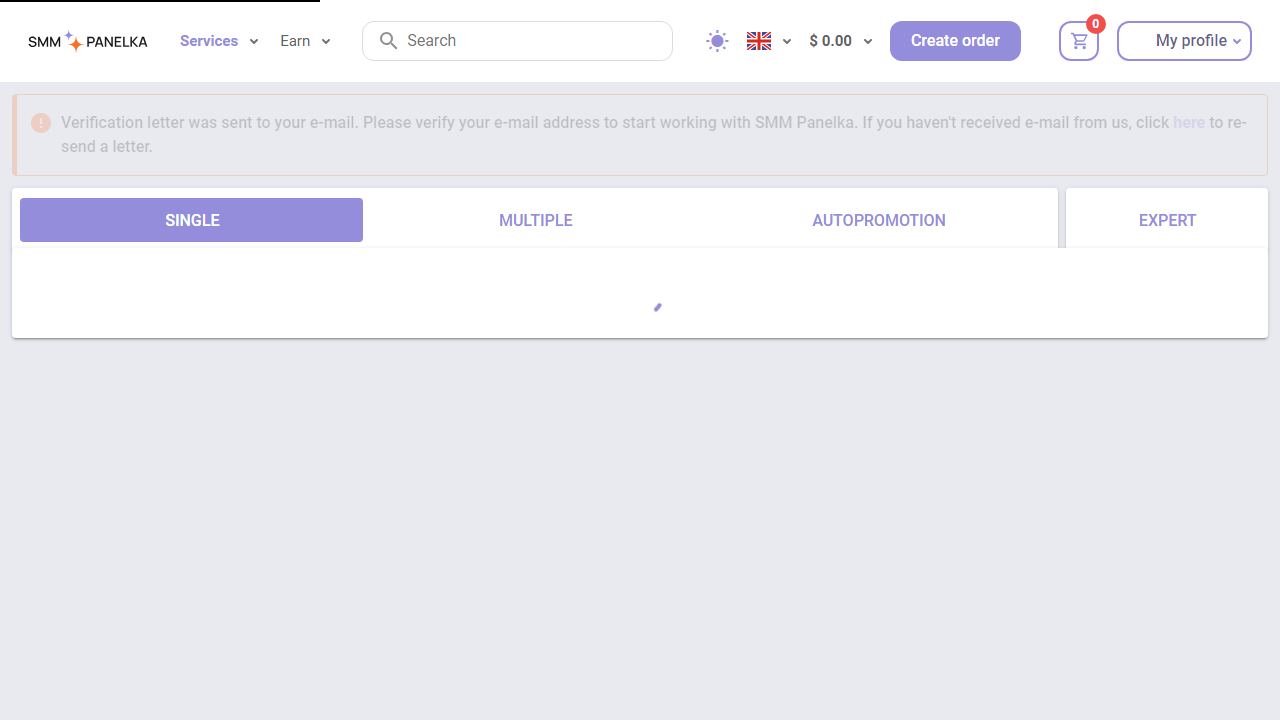 SMM PANELKA Services Earn Search $ 0.00 Create order 0 My profile
Verification letter was sent to your e-mail. Please verify your e-mail address to start working with SMM Panelka. If you haven't received e-mail from us, click here to re-
send a letter.
SINGLE MULTIPLE AUTOPROMOTION EXPERT